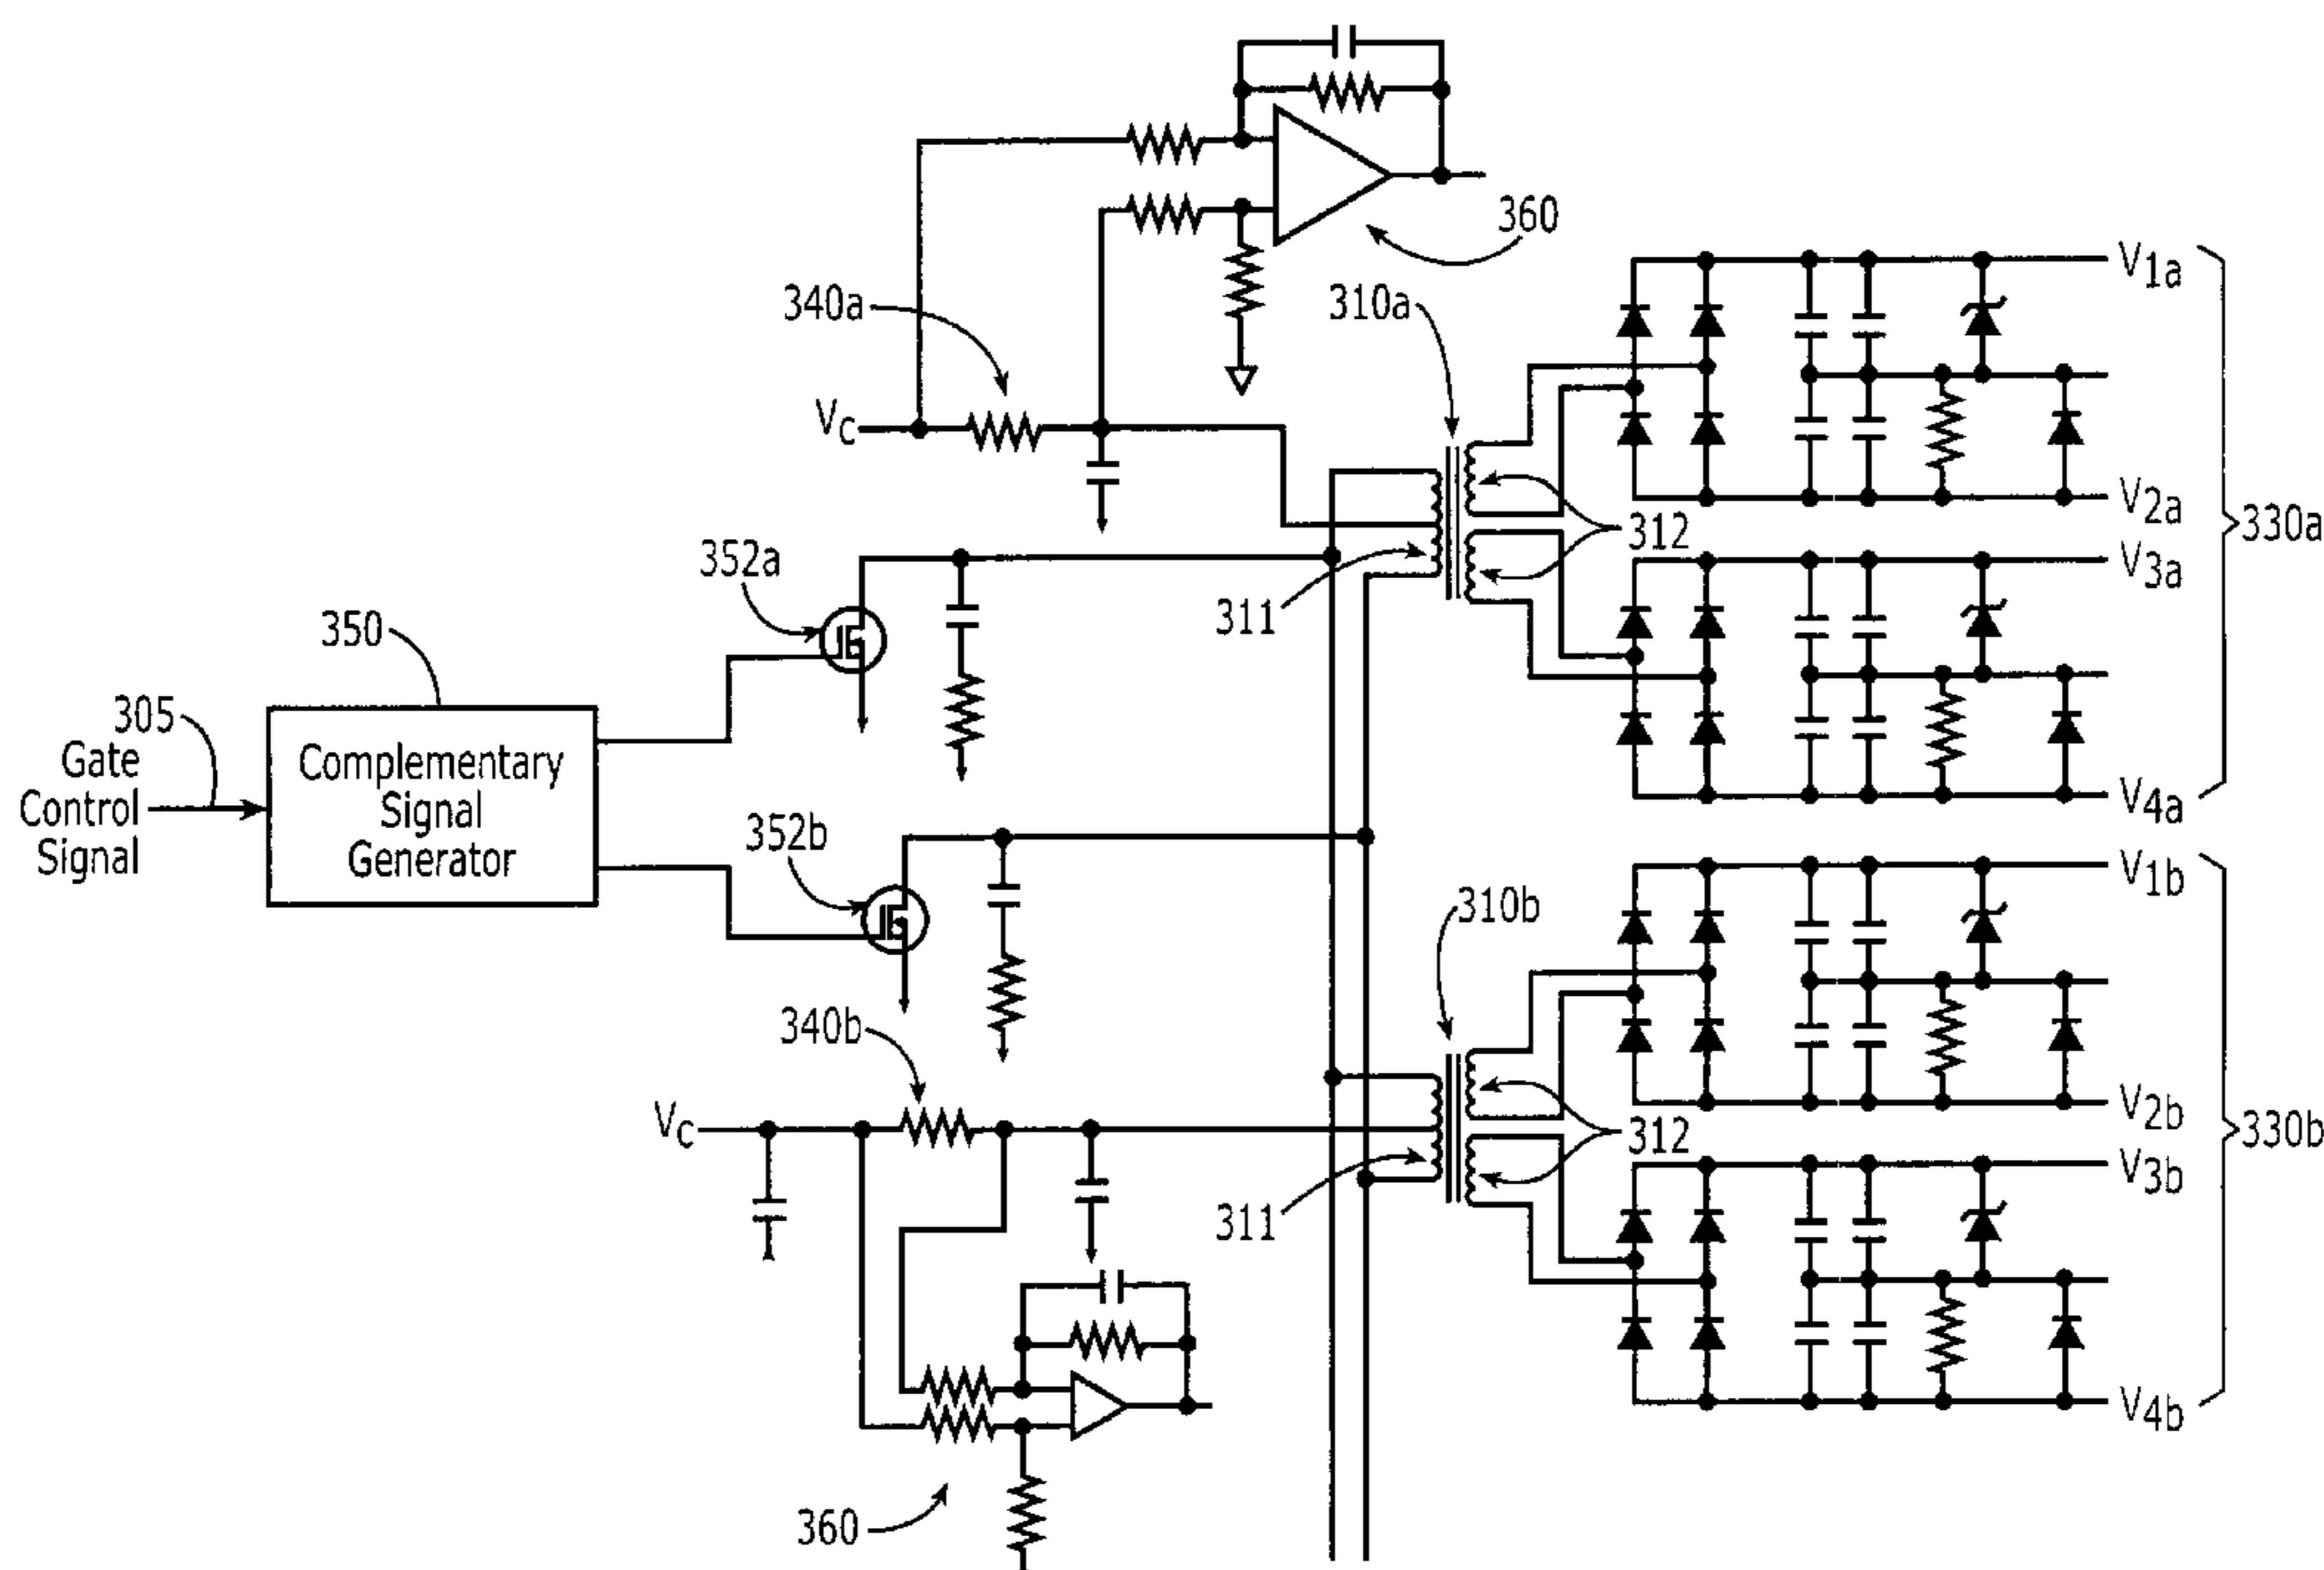 360
340a
310a
V1a
VC
V2a
312
330a
352a
V3a
311
350
305
Gate
Control
Signal
Complementary
Signal
Generator
V4a
352b
V1b
310b
340b
VC
V2b
312
330b
V3b
311
V4b
360